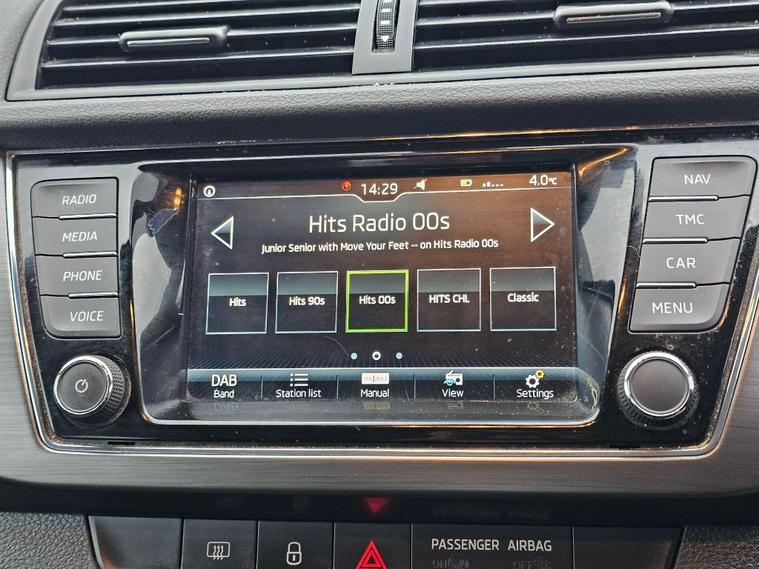 RADIO
MEDIA
PHONE
VOICE
14:29
4.0°C
Hits Radio 00s
Junior Senior with Move Your Feet -- on Hits Radio 00s
Hits
Hits 90s
Hits 00s
HITS CHL
Classic
DAB
Band
Station list
Manual
View
Settings
NAV
TMC
CAR
MENU
PASSENGER AIRBAG
ON
OFF